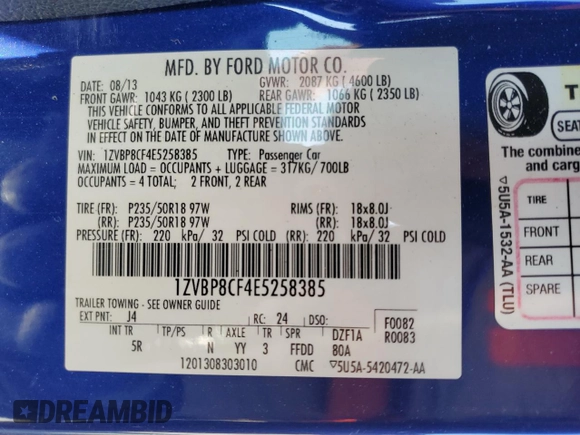 MFD. BY FORD MOTOR CO.
DATE: 08/13 GVWR: 2087 KG ( 4600 LB)
FRONT GAWR: 1043 KG ( 2300 LB) REAR GAWR: 1066 KG ( 2350 LB)
THIS VEHICLE CONFORMS TO ALL APPLICABLE FEDERAL MOTOR
VEHICLE SAFETY, BUMPER, AND THEFT PREVENTION STANDARDS
IN EFFECT ON THE DATE OF MANUFACTURE SHOWN ABOVE.
VIN: 1ZVBP8CF4E5258385 TYPE: Passenger Car
MAXIMUM LOAD = OCCUPANTS + LUGGAGE = 317KG/700LB
OCCUPANTS = 4 TOTAL; 2 FRONT, 2 REAR
TIRE: (FR) P235/50R18 97W RIMS: (FR) 18x8.0J
(RR) P235/50R18 97W (RR) 18x8.0J
PRESSURE: (FR) 220 kPa/ 32 PSI COLD (RR) 220 kPa/ 32 PSI COLD
1ZVBP8CF4E5258385
TRAILER TOWING - SEE OWNER GUIDE
EXT PNT: J4 RC: 24 DSO: F0082
INT TR TP/PS R AXLE TR SPR DZF1A R0083
5R N YY 3 FFDD 80A
1201308303010 CMC ▽5U5A-5420472-AA
▽5U5A-1532-AA (TLU)
SEAT
The combine
and carg
TIRE
FRONT
REAR
SPARE
DREAMBID